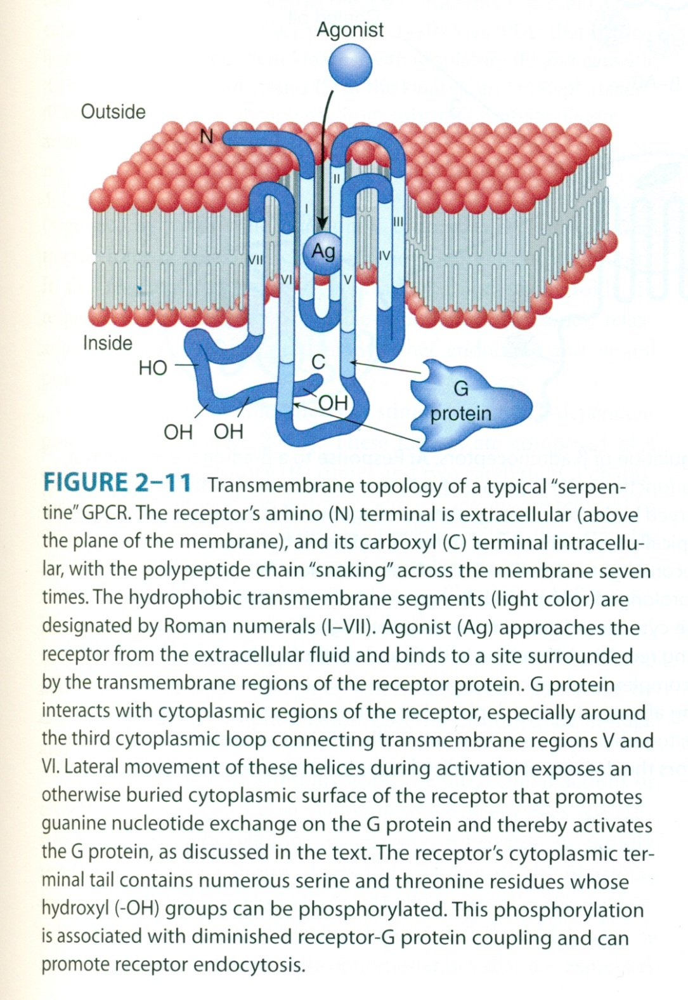 Agonist
Outside
N
II
I
III
Ag
IV
VII
VI
V
Inside
C
HO
G
protein
OH
OH
OH
FIGURE 2–11 Transmembrane topology of a typical “serpen-
tine” GPCR. The receptor’s amino (N) terminal is extracellular (above
the plane of the membrane), and its carboxyl (C) terminal intracellu-
lar, with the polypeptide chain “snaking” across the membrane seven
times. The hydrophobic transmembrane segments (light color) are
designated by Roman numerals (I–VII). Agonist (Ag) approaches the
receptor from the extracellular fluid and binds to a site surrounded
by the transmembrane regions of the receptor protein. G protein
interacts with cytoplasmic regions of the receptor, especially around
the third cytoplasmic loop connecting transmembrane regions V and
VI. Lateral movement of these helices during activation exposes an
otherwise buried cytoplasmic surface of the receptor that promotes
guanine nucleotide exchange on the G protein and thereby activates
the G protein, as discussed in the text. The receptor’s cytoplasmic ter-
minal tail contains numerous serine and threonine residues whose
hydroxyl (-OH) groups can be phosphorylated. This phosphorylation
is associated with diminished receptor-G protein coupling and can
promote receptor endocytosis.